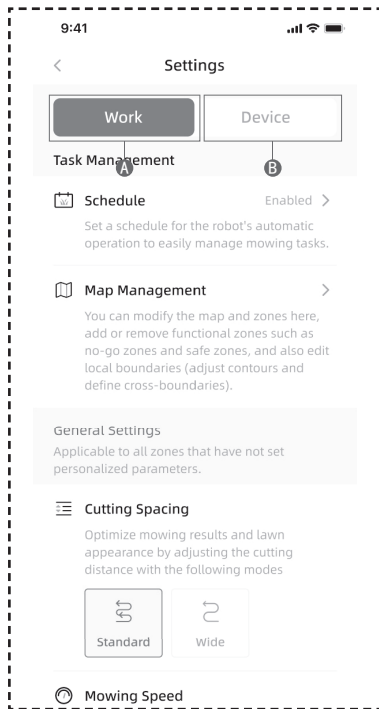 9:41
Settings
Work
Device
A
B
Task Management
Schedule
Enabled
Set a schedule for the robot's automatic
operation to easily manage mowing tasks.
Map Management
You can modify the map and zones here,
add or remove functional zones such as
no-go zones and safe zones, and also edit
local boundaries (adjust contours and
define cross-boundaries).
General Settings
Applicable to all zones that have not set
personalized parameters.
Cutting Spacing
Optimize mowing results and lawn
appearance by adjusting the cutting
distance with the following modes
Standard
Wide
Mowing Speed